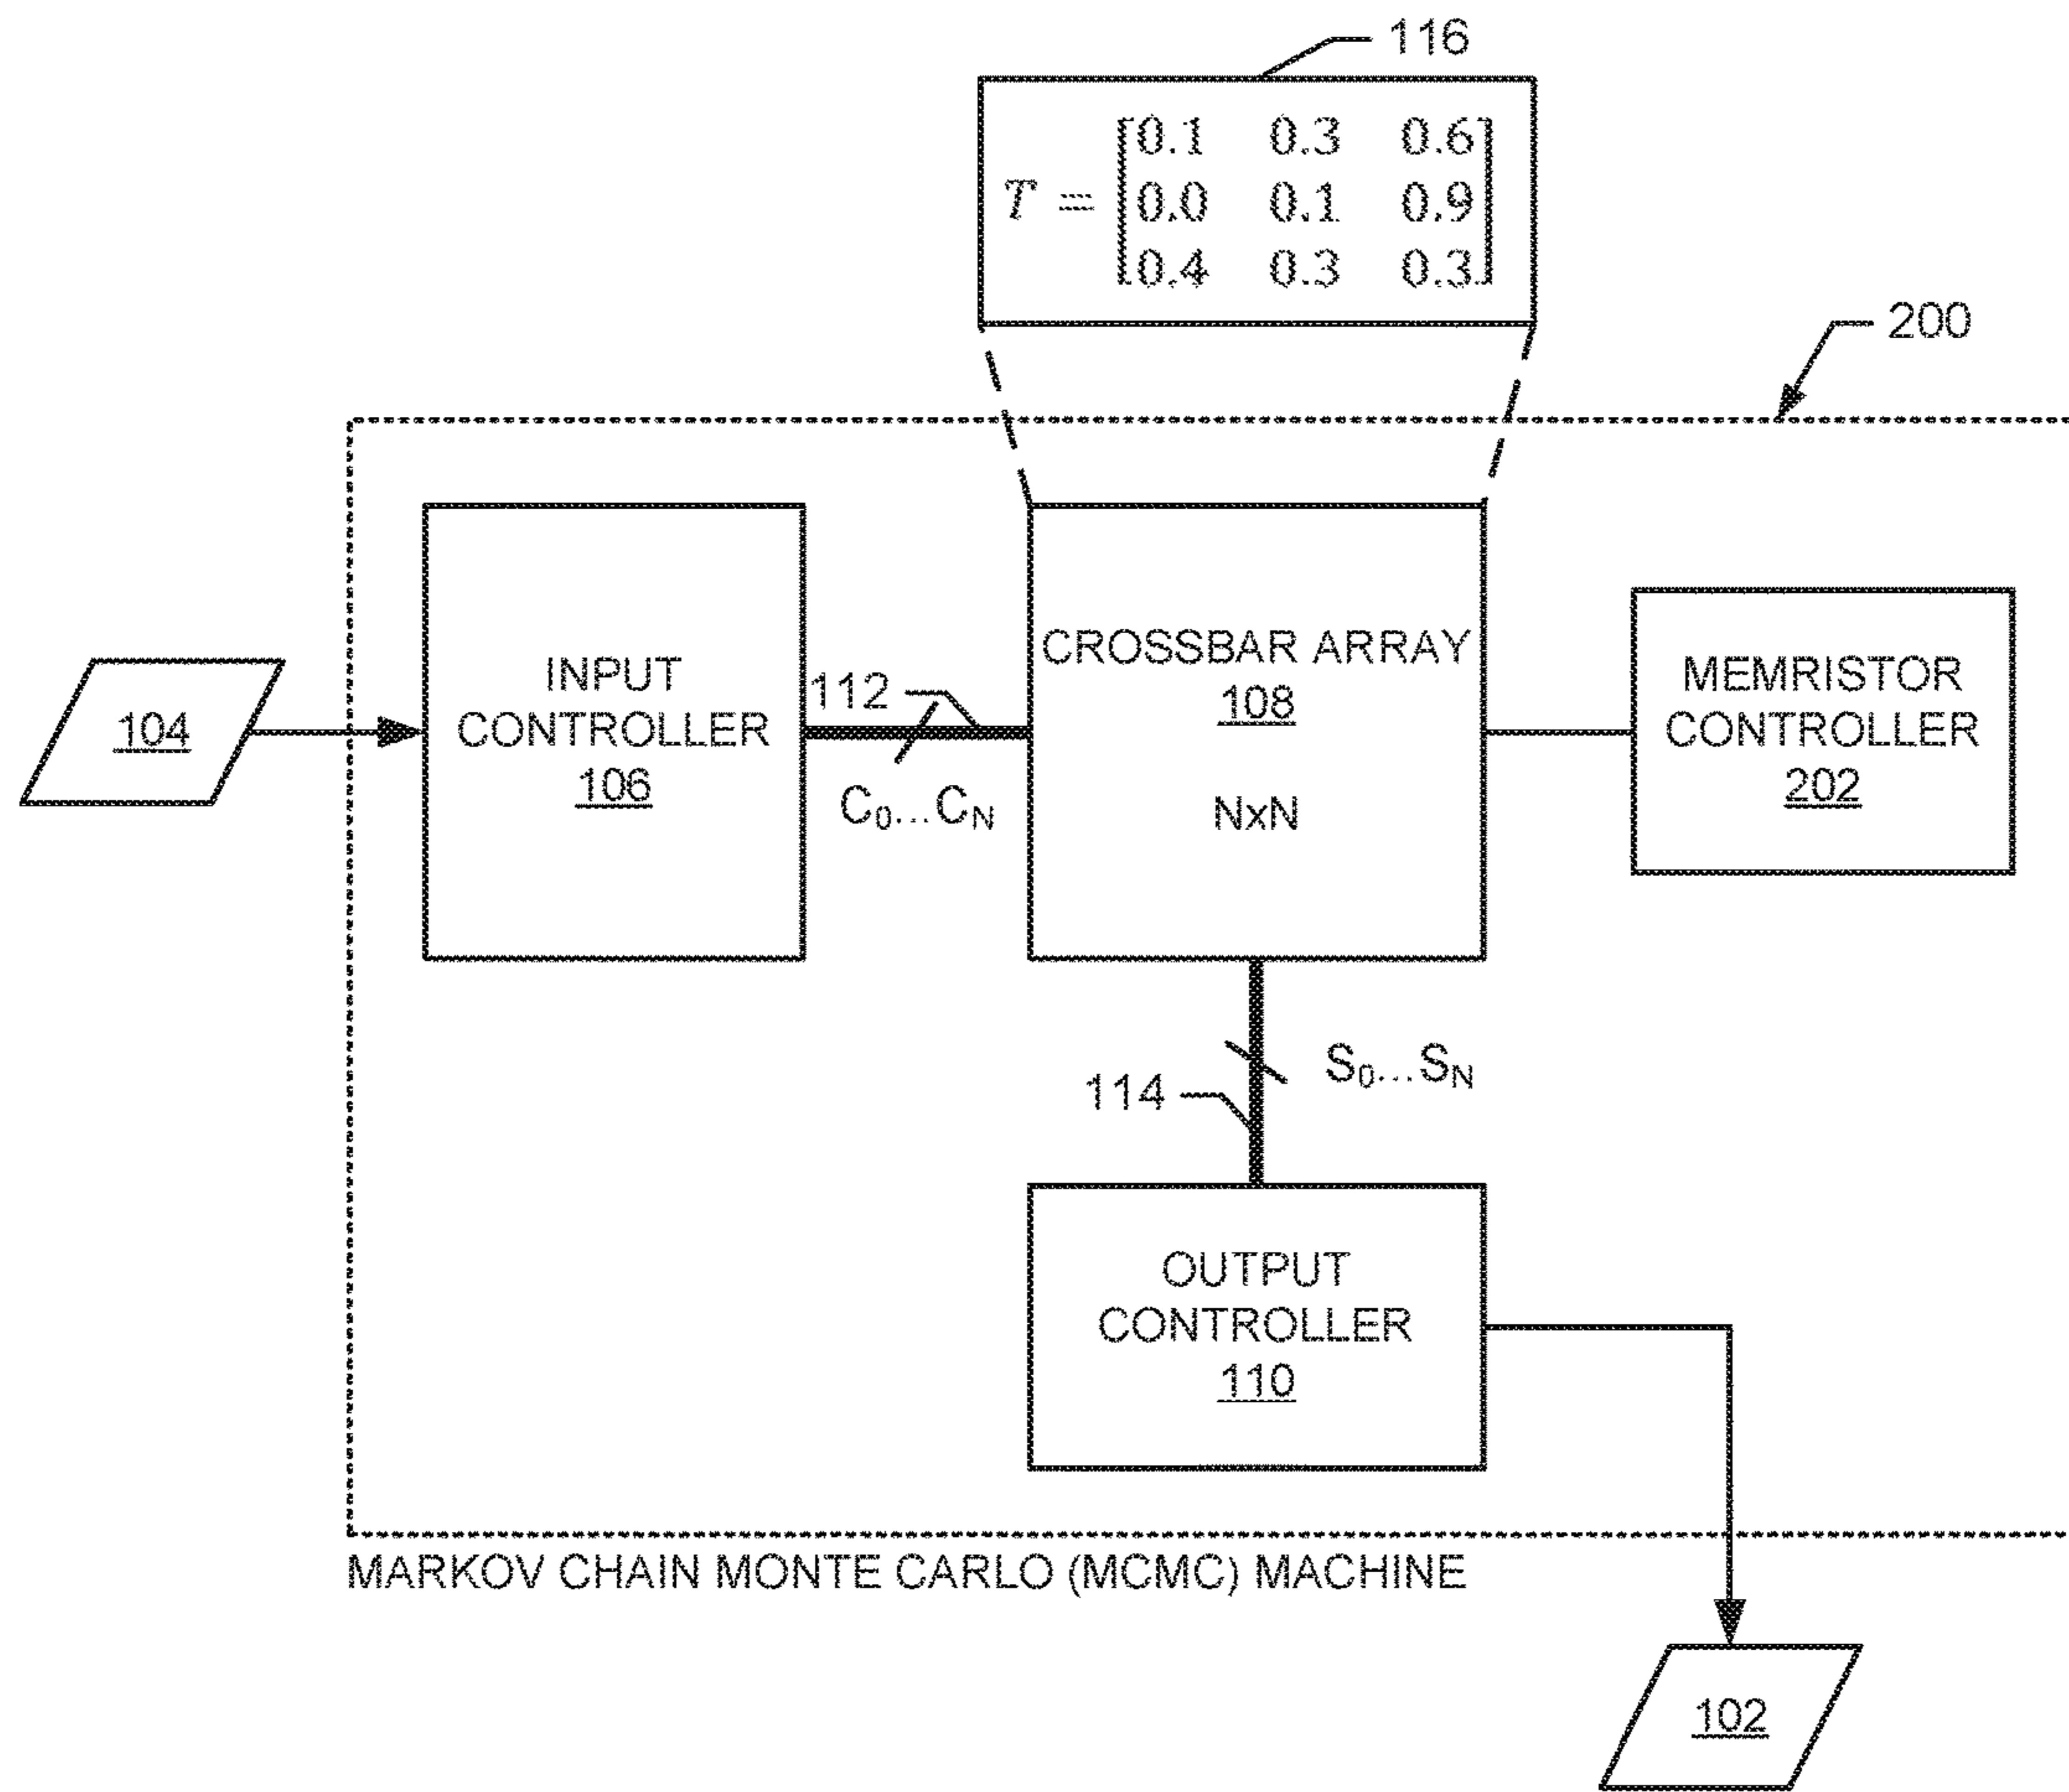 116
T = [0.1 0.3 0.6
0.0 0.1 0.9
0.4 0.3 0.3]
200
INPUT
CONTROLLER
106
104
112
C₀...C_N
CROSSBAR ARRAY
108
NxN
MEMRISTOR
CONTROLLER
202
S₀...S_N
114
OUTPUT
CONTROLLER
110
MARKOV CHAIN MONTE CARLO (MCMC) MACHINE
102